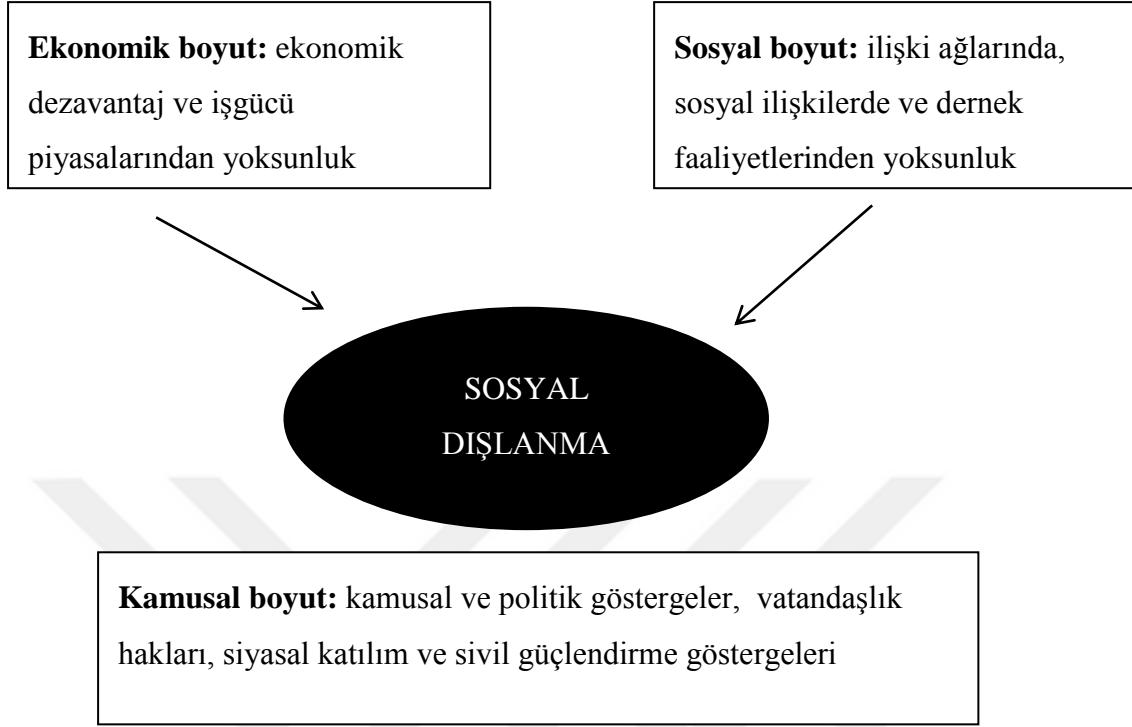 Ekonomik boyut: ekonomik
dezavantaj ve işgücü
piyasalarından yoksunluk
Sosyal boyut: ilişki ağlarında,
sosyal ilişkilerde ve dernek
faaliyetlerinden yoksunluk
SOSYAL
DIŞLANMA
Kamusal boyut: kamusal ve politik göstergeler, vatandaşlık
hakları, siyasal katılım ve sivil güçlendirme göstergeleri